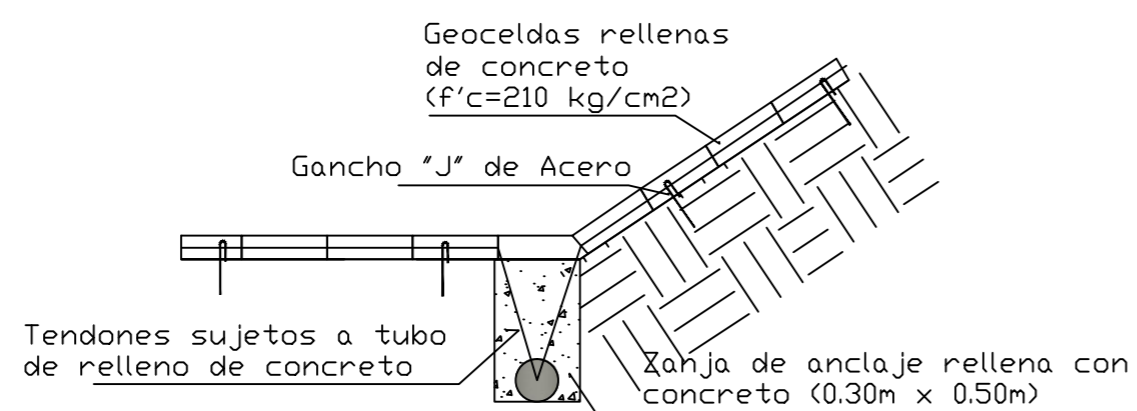 Geoceldas rellenas
de concreto
(f'c=210 kg/cm2)
Gancho "J" de Acero
Tendones sujetos a tubo
de relleno de concreto
Zanja de anclaje rellena con
concreto (0.30m x 0.50m)